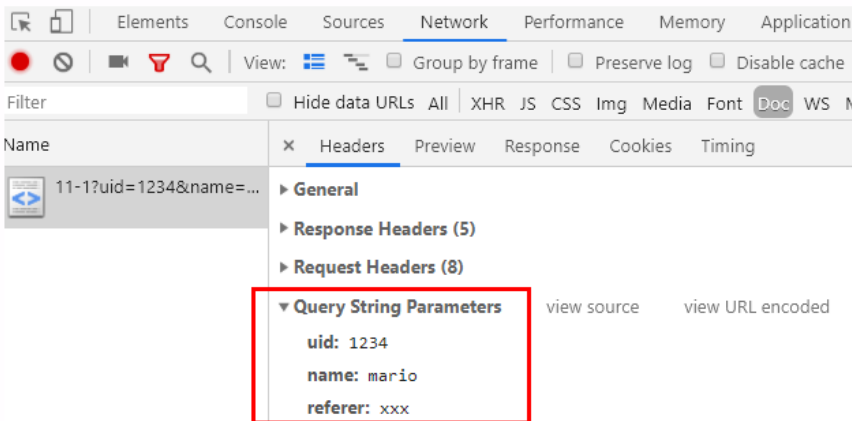 Elements Console Sources Network Performance Memory Application
View: Group by frame Preserve log Disable cache
Filter Hide data URLs All XHR JS CSS Img Media Font Doc WS
Name × Headers Preview Response Cookies Timing
11-1?uid=1234&name=... ▸ General
▸ Response Headers (5)
▸ Request Headers (8)
▾ Query String Parameters view source view URL encoded
uid: 1234
name: mario
referer: xxx